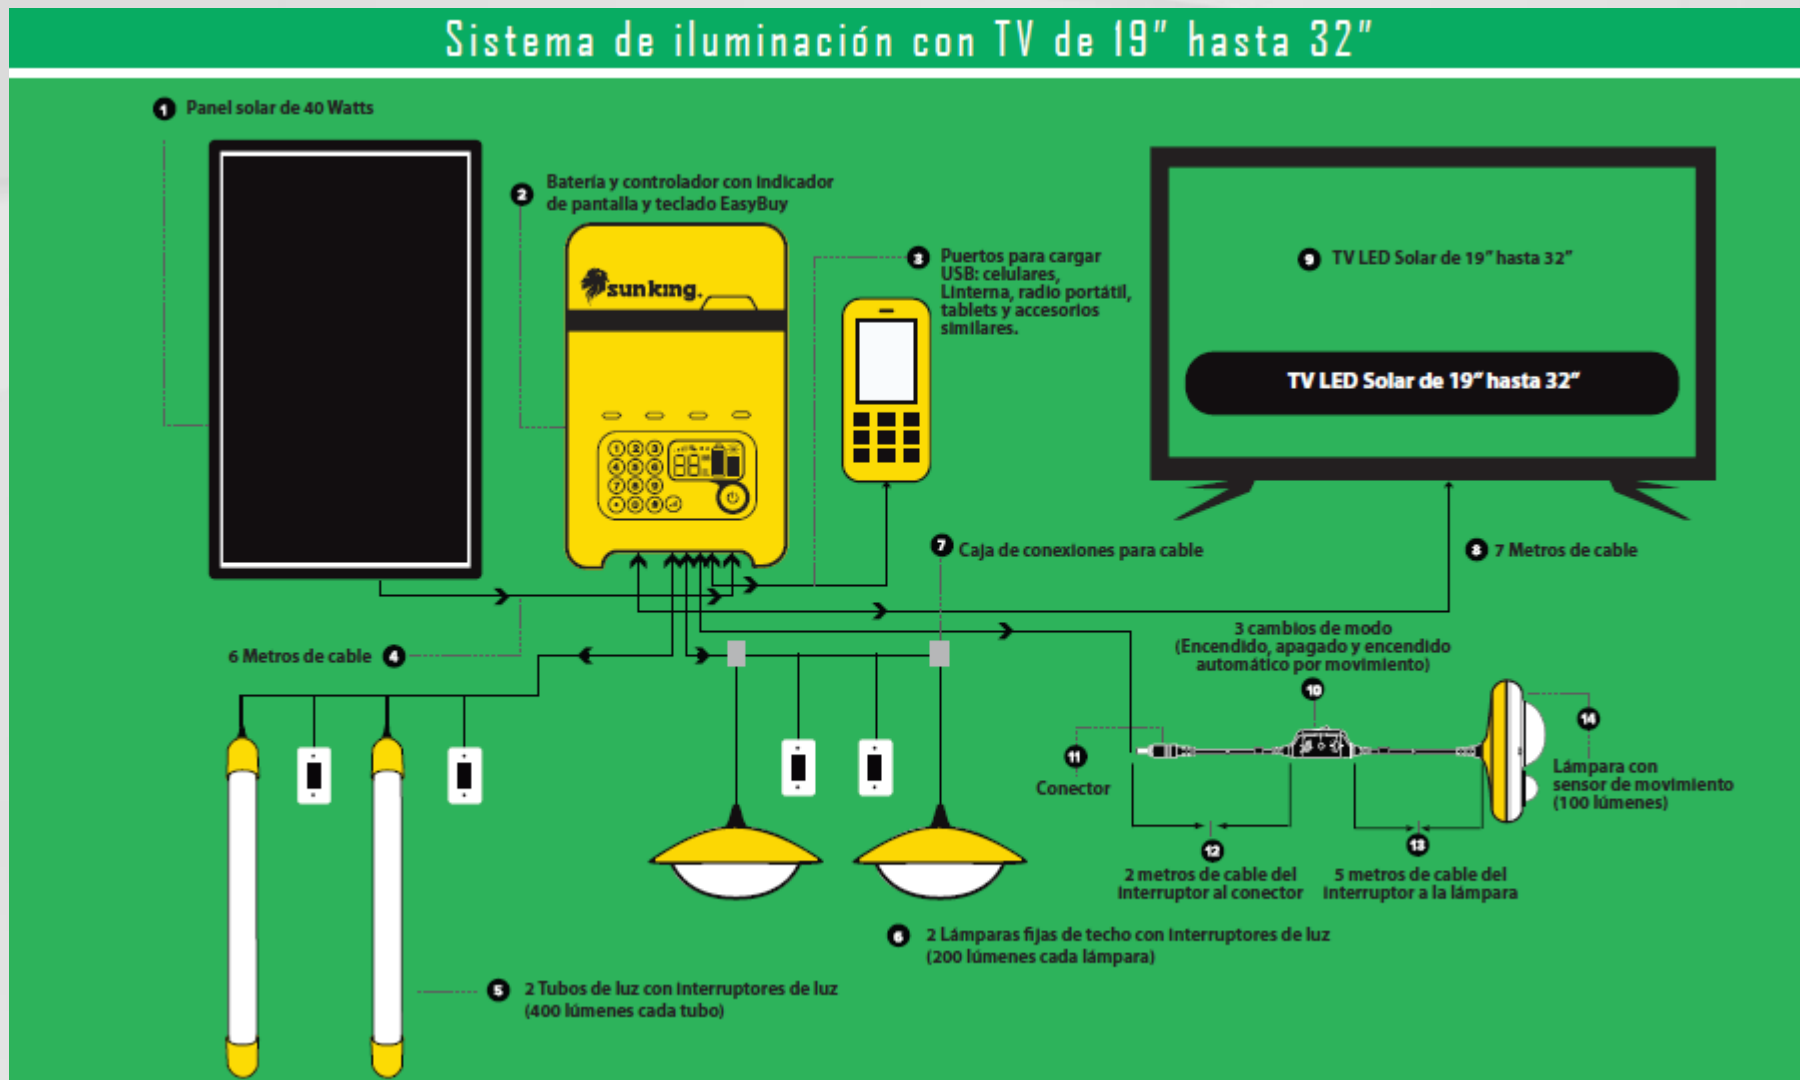 Sistema de iluminación con TV de 19" hasta 32"
1 Panel solar de 40 Watts
2 Batería y controlador con indicador
de pantalla y teclado EasyBuy
sunking
3 Puertos para cargar
USB: celulares,
Linterna, radio portátil,
tablets y accesorios
similares.
9 TV LED Solar de 19" hasta 32"
TV LED Solar de 19" hasta 32"
7 Caja de conexiones para cable
8 7 Metros de cable
6 Metros de cable 4
3 cambios de modo
(Encendido, apagado y encendido
automático por movimiento)
10
11
Conector
14
Lámpara con
sensor de movimiento
(100 lúmenes)
12
2 metros de cable del
interruptor al conector
13
5 metros de cable del
interruptor a la lámpara
6 2 Lámparas fijas de techo con interruptores de luz
(200 lúmenes cada lámpara)
5 2 Tubos de luz con interruptores de luz
(400 lúmenes cada tubo)